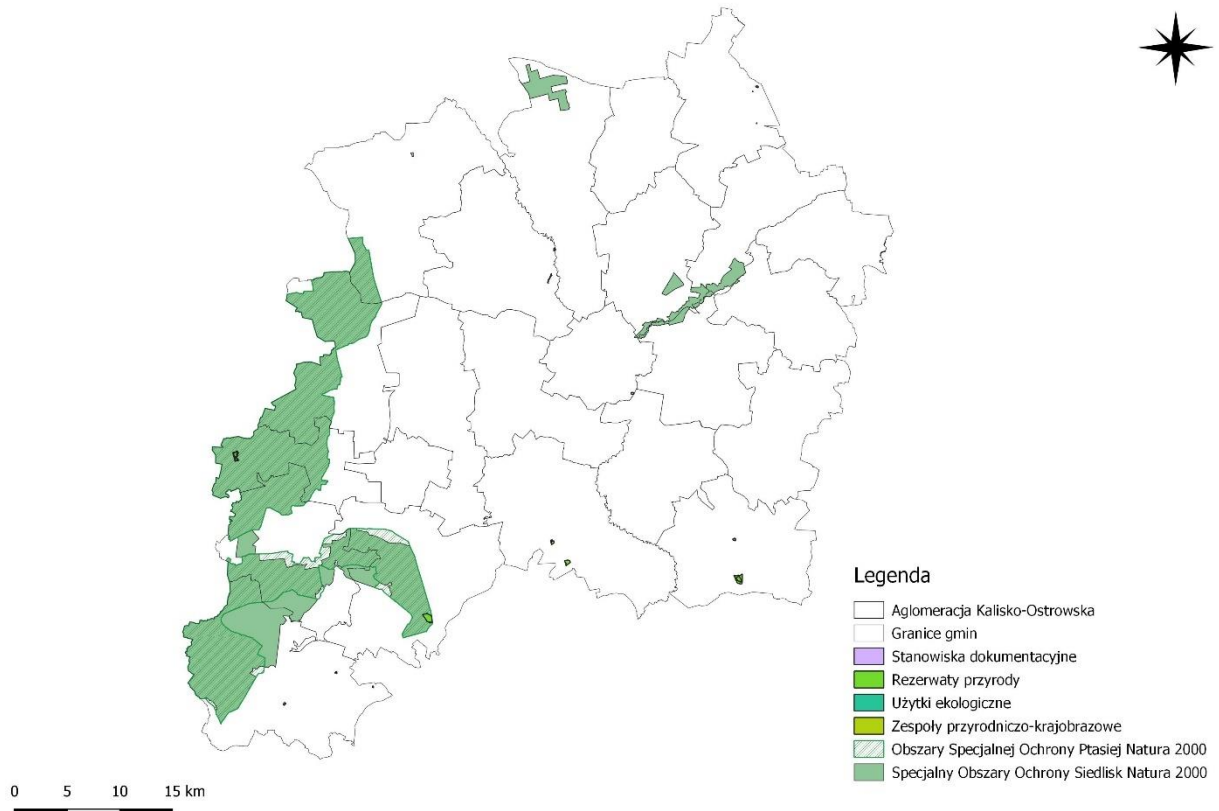 Legenda
Aglomeracja Kalisko-Ostrowska
Granice gmin
Stanowiska dokumentacyjne
Rezerwaty przyrody
Użytki ekologiczne
Zespoły przyrodniczo-krajobrazowe
Obszary Specjalnej Ochrony Ptasiej Natura 2000
Specjalny Obszary Ochrony Siedlisk Natura 2000
0 5 10 15 km